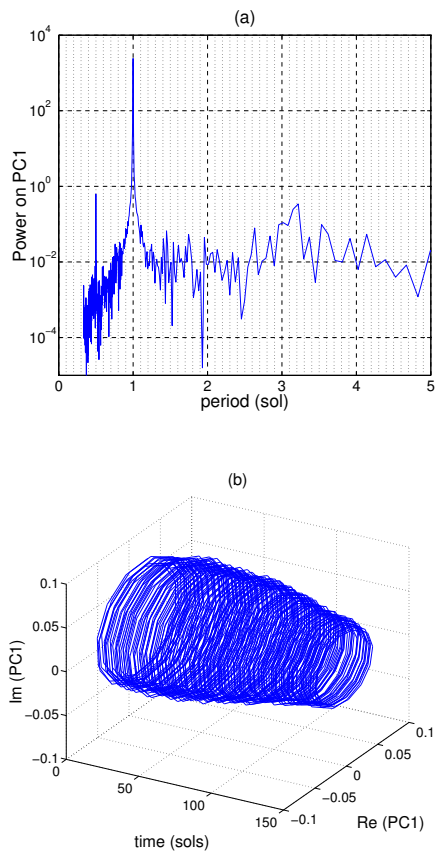 (a)
10^4
10^2
10^0
10^−2
10^−4
Power on PC1
0 1 2 3 4 5
period (sol)
(b)
0.1
0.05
0
−0.05
−0.1
Im (PC1)
0
50
100
150
time (sols)
−0.1
−0.05
0
0.05
0.1
Re (PC1)